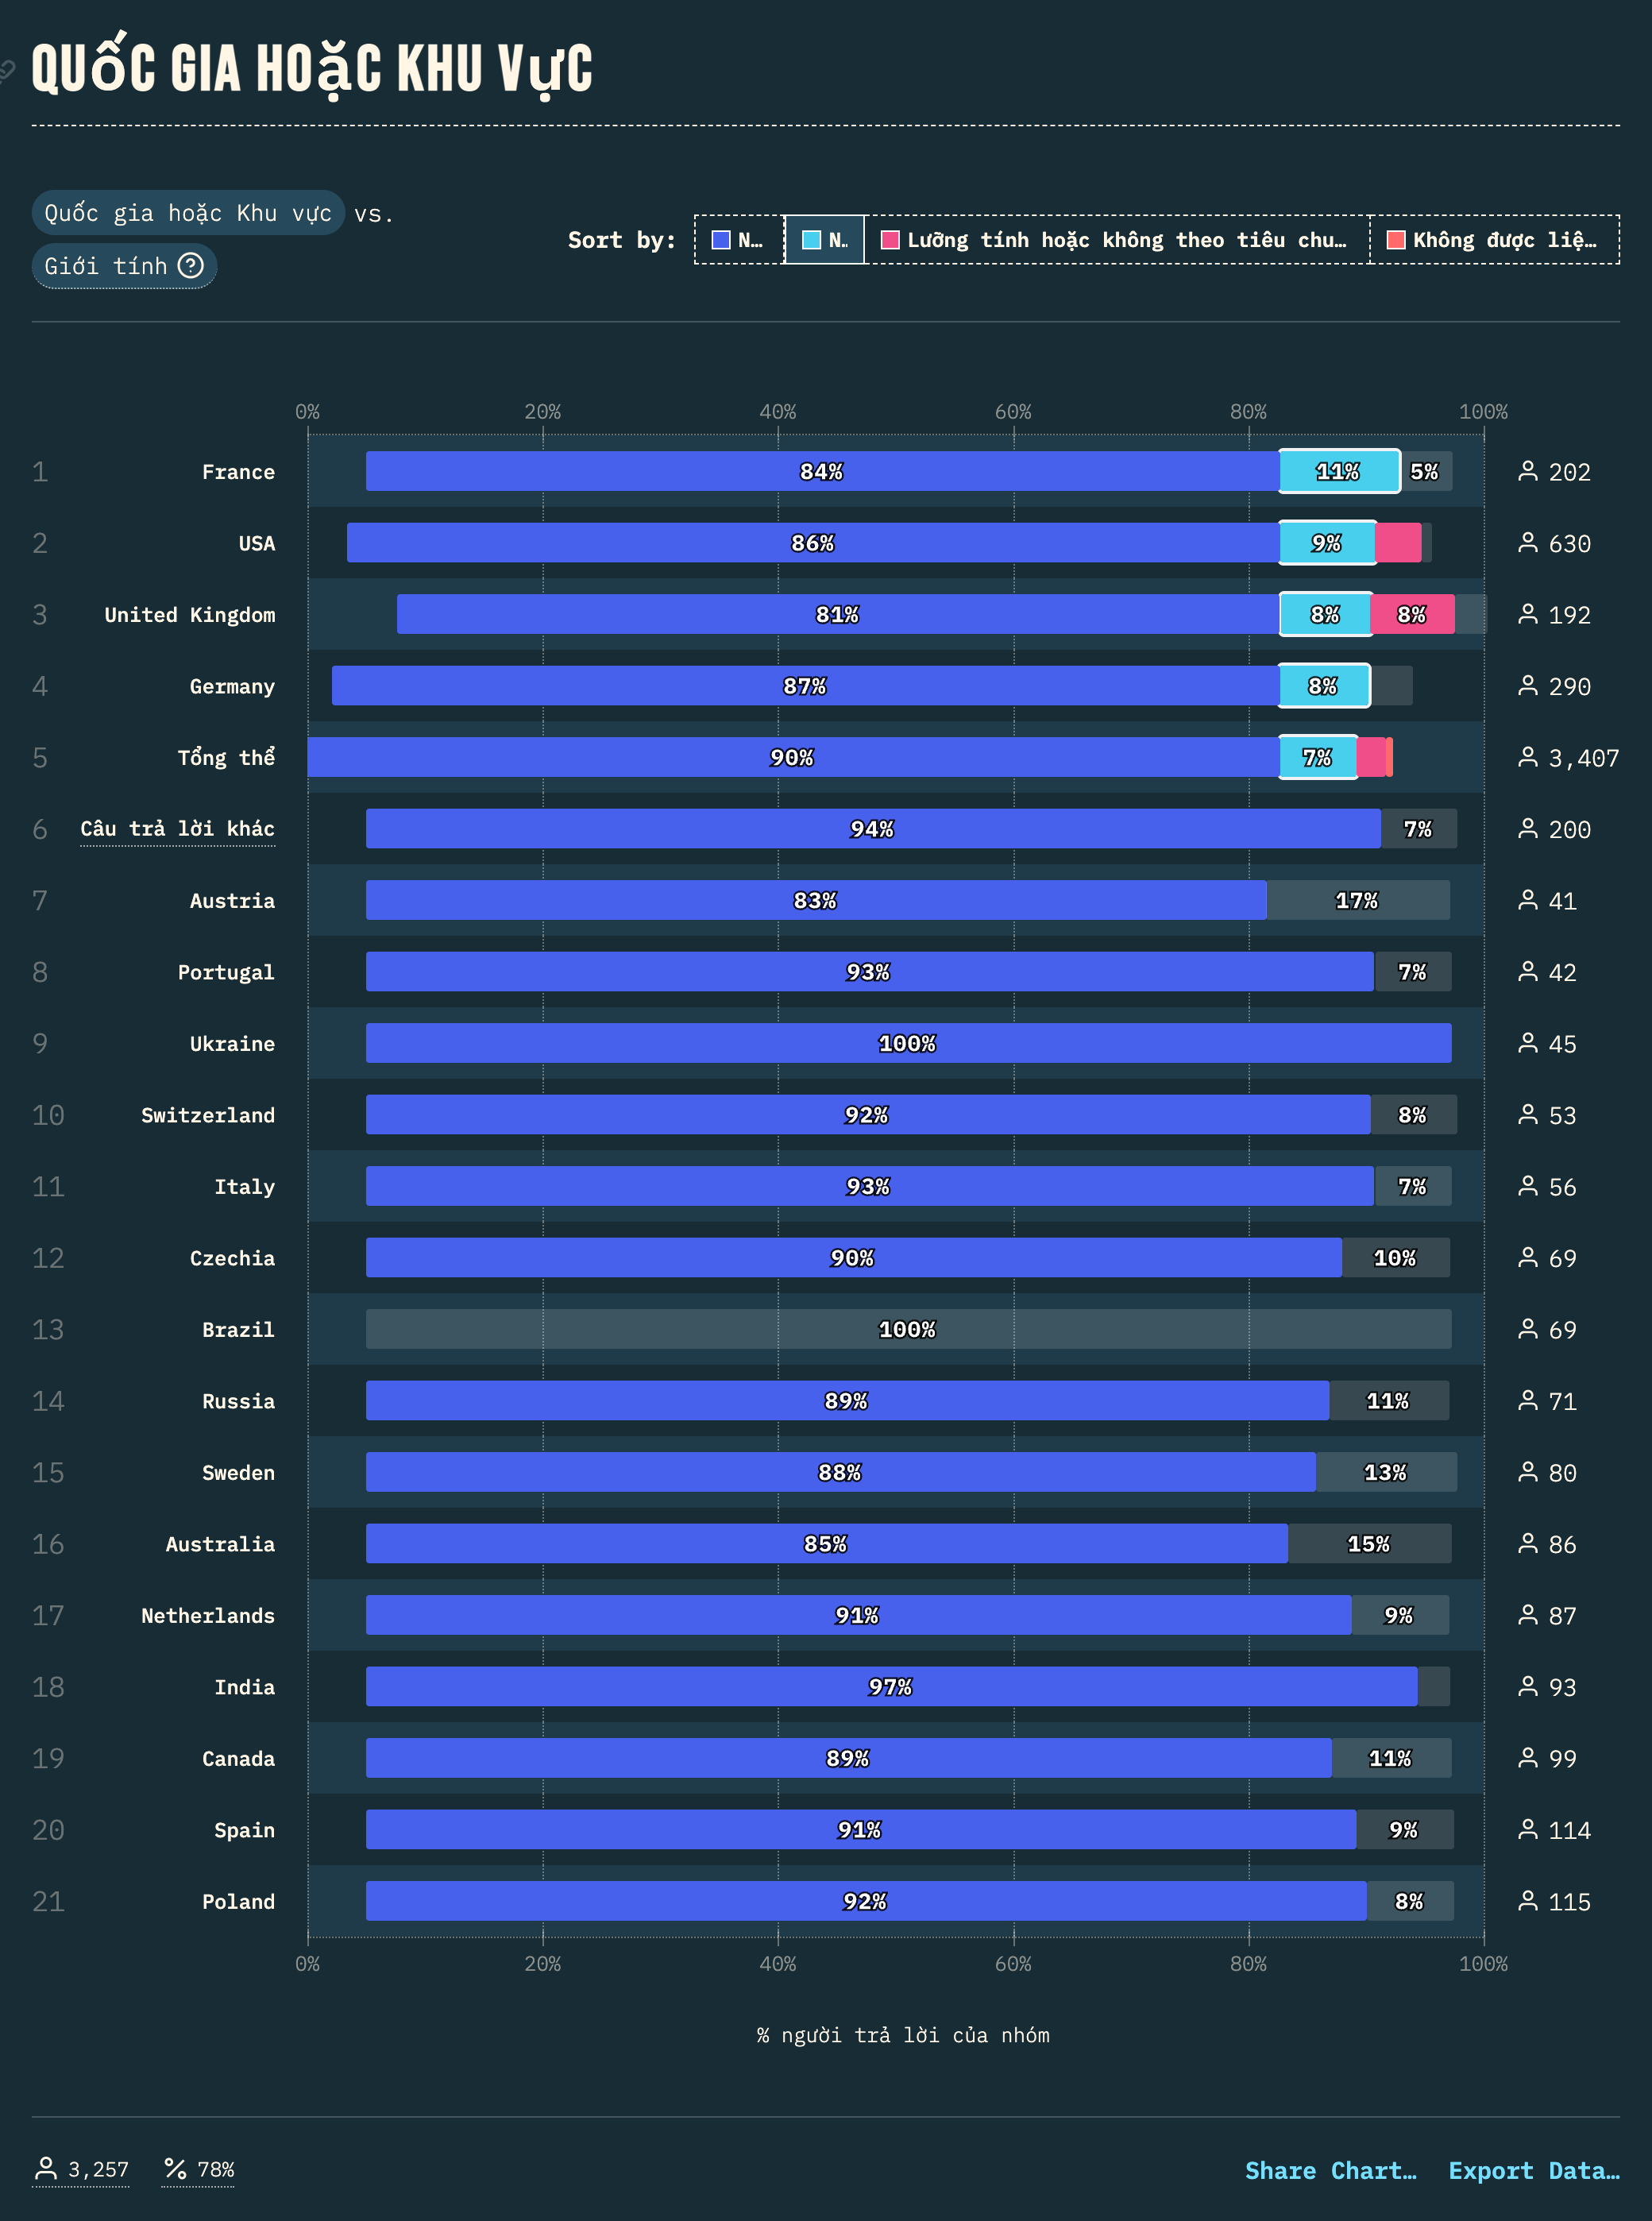 QUỐC GIA HOặC KHU VựC
Quốc gia hoặc Khu vực vs.
Giới tính ?
Sort by: N… N. Lưỡng tính hoặc không theo tiêu chu… Không được liệ…
0% 20% 40% 60% 80% 100%
1 France 84% 11% 5% 202
2 USA 86% 9% 630
3 United Kingdom 81% 8% 8% 192
4 Germany 87% 8% 290
5 Tổng thể 90% 7% 3,407
6 Câu trả lời khác 94% 7% 200
7 Austria 83% 17% 41
8 Portugal 93% 7% 42
9 Ukraine 100% 45
10 Switzerland 92% 8% 53
11 Italy 93% 7% 56
12 Czechia 90% 10% 69
13 Brazil 100% 69
14 Russia 89% 11% 71
15 Sweden 88% 13% 80
16 Australia 85% 15% 86
17 Netherlands 91% 9% 87
18 India 97% 93
19 Canada 89% 11% 99
20 Spain 91% 9% 114
21 Poland 92% 8% 115
0% 20% 40% 60% 80% 100%
% người trả lời của nhóm
3,257 % 78% Share Chart… Export Data…